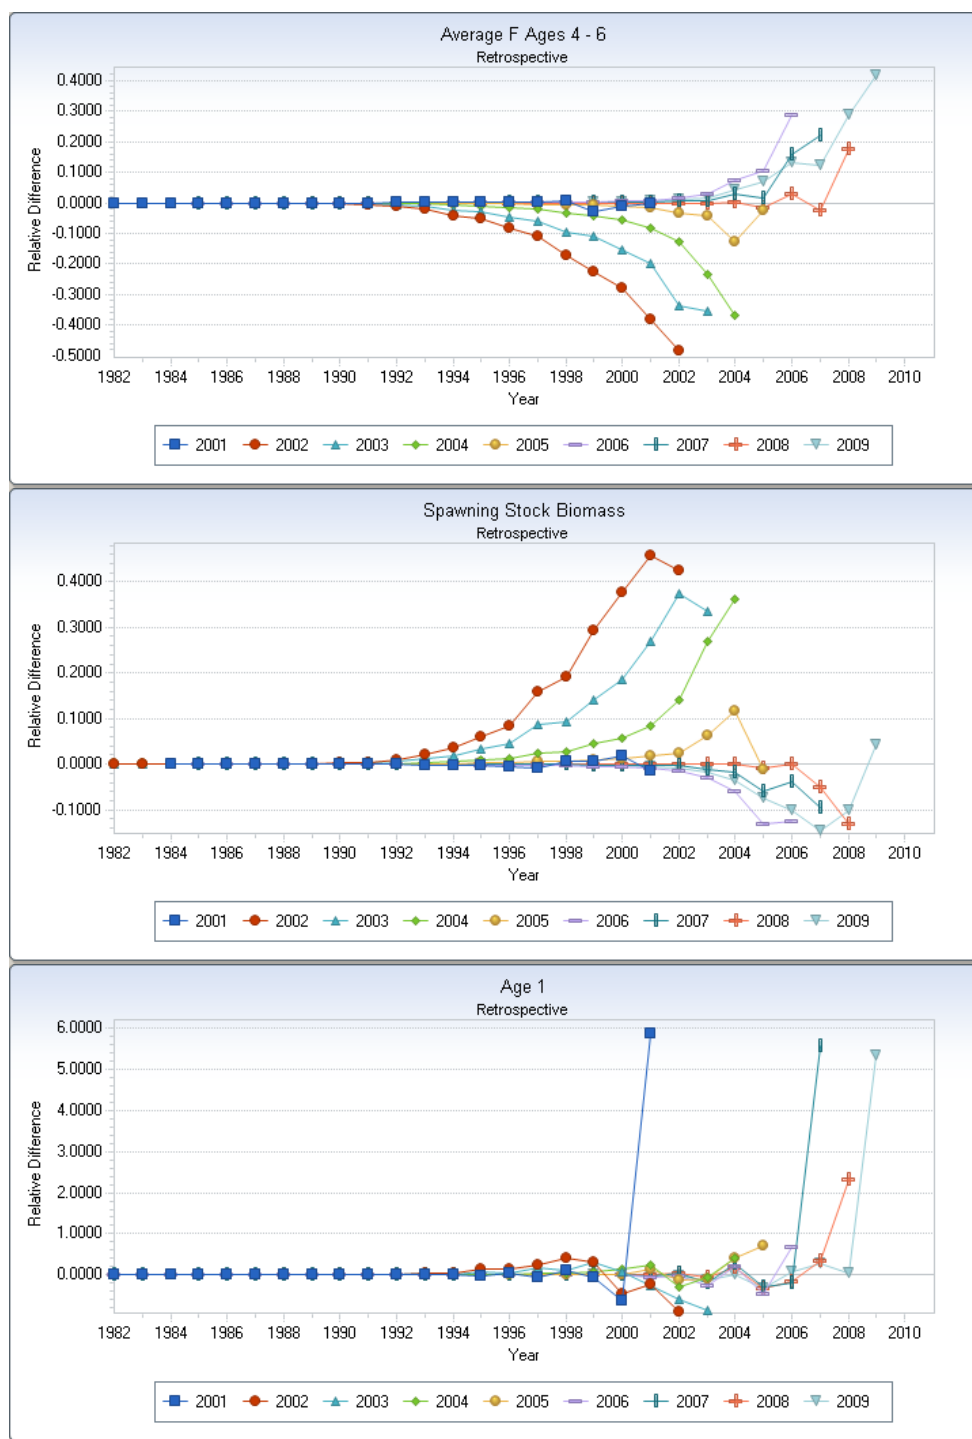 Average F Ages 4 - 6
Retrospective
0.4000
0.3000
0.2000
0.1000
0.0000
-0.1000
-0.2000
-0.3000
-0.4000
-0.5000
Relative Difference
1982 1984 1986 1988 1990 1992 1994 1996 1998 2000 2002 2004 2006 2008 2010
Year
2001 2002 2003 2004 2005 2006 2007 2008 2009
Spawning Stock Biomass
Retrospective
0.4000
0.3000
0.2000
0.1000
0.0000
-0.1000
Relative Difference
1982 1984 1986 1988 1990 1992 1994 1996 1998 2000 2002 2004 2006 2008 2010
Year
2001 2002 2003 2004 2005 2006 2007 2008 2009
Age 1
Retrospective
6.0000
5.0000
4.0000
3.0000
2.0000
1.0000
0.0000
Relative Difference
1982 1984 1986 1988 1990 1992 1994 1996 1998 2000 2002 2004 2006 2008 2010
Year
2001 2002 2003 2004 2005 2006 2007 2008 2009